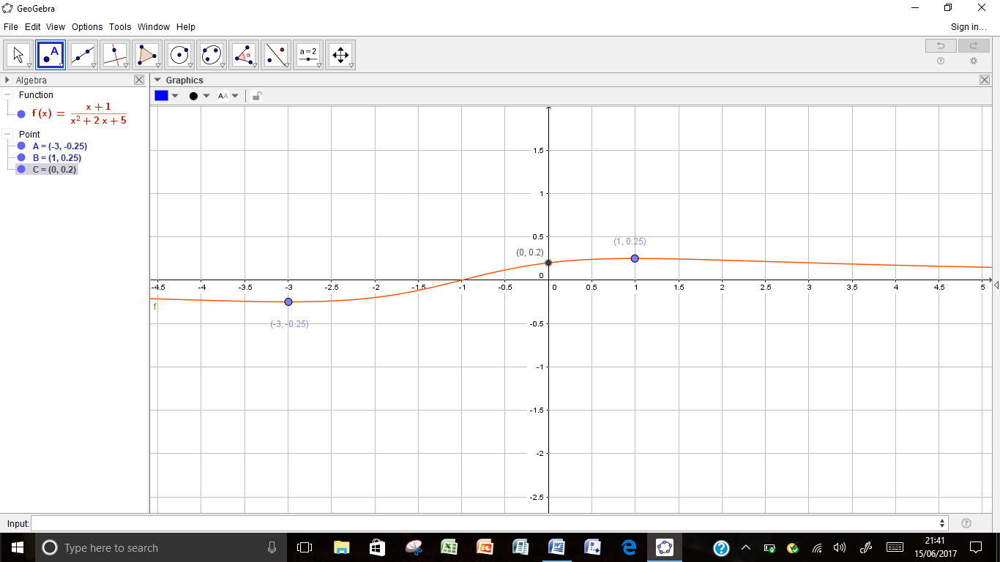 GeoGebra
File Edit View Options Tools Window Help Sign in...
A α a = 2
Algebra
Graphics
Function
AA
f (x) = x + 1 / x² + 2 x + 5
Point
A = (-3, -0.25)
B = (1, 0.25)
C = (0, 0.2)
1.5
1
0.5
(1, 0.25)
(0, 0.2)
0
-4.5 -4 -3.5 -3 -2.5 -2 -1.5 -1 -0.5 0 0.5 1 1.5 2 2.5 3 3.5 4 4.5 5
f
(-3, -0.25)
-0.5
-1
-1.5
-2
-2.5
Input:
Type here to search
21:41
15/06/2017